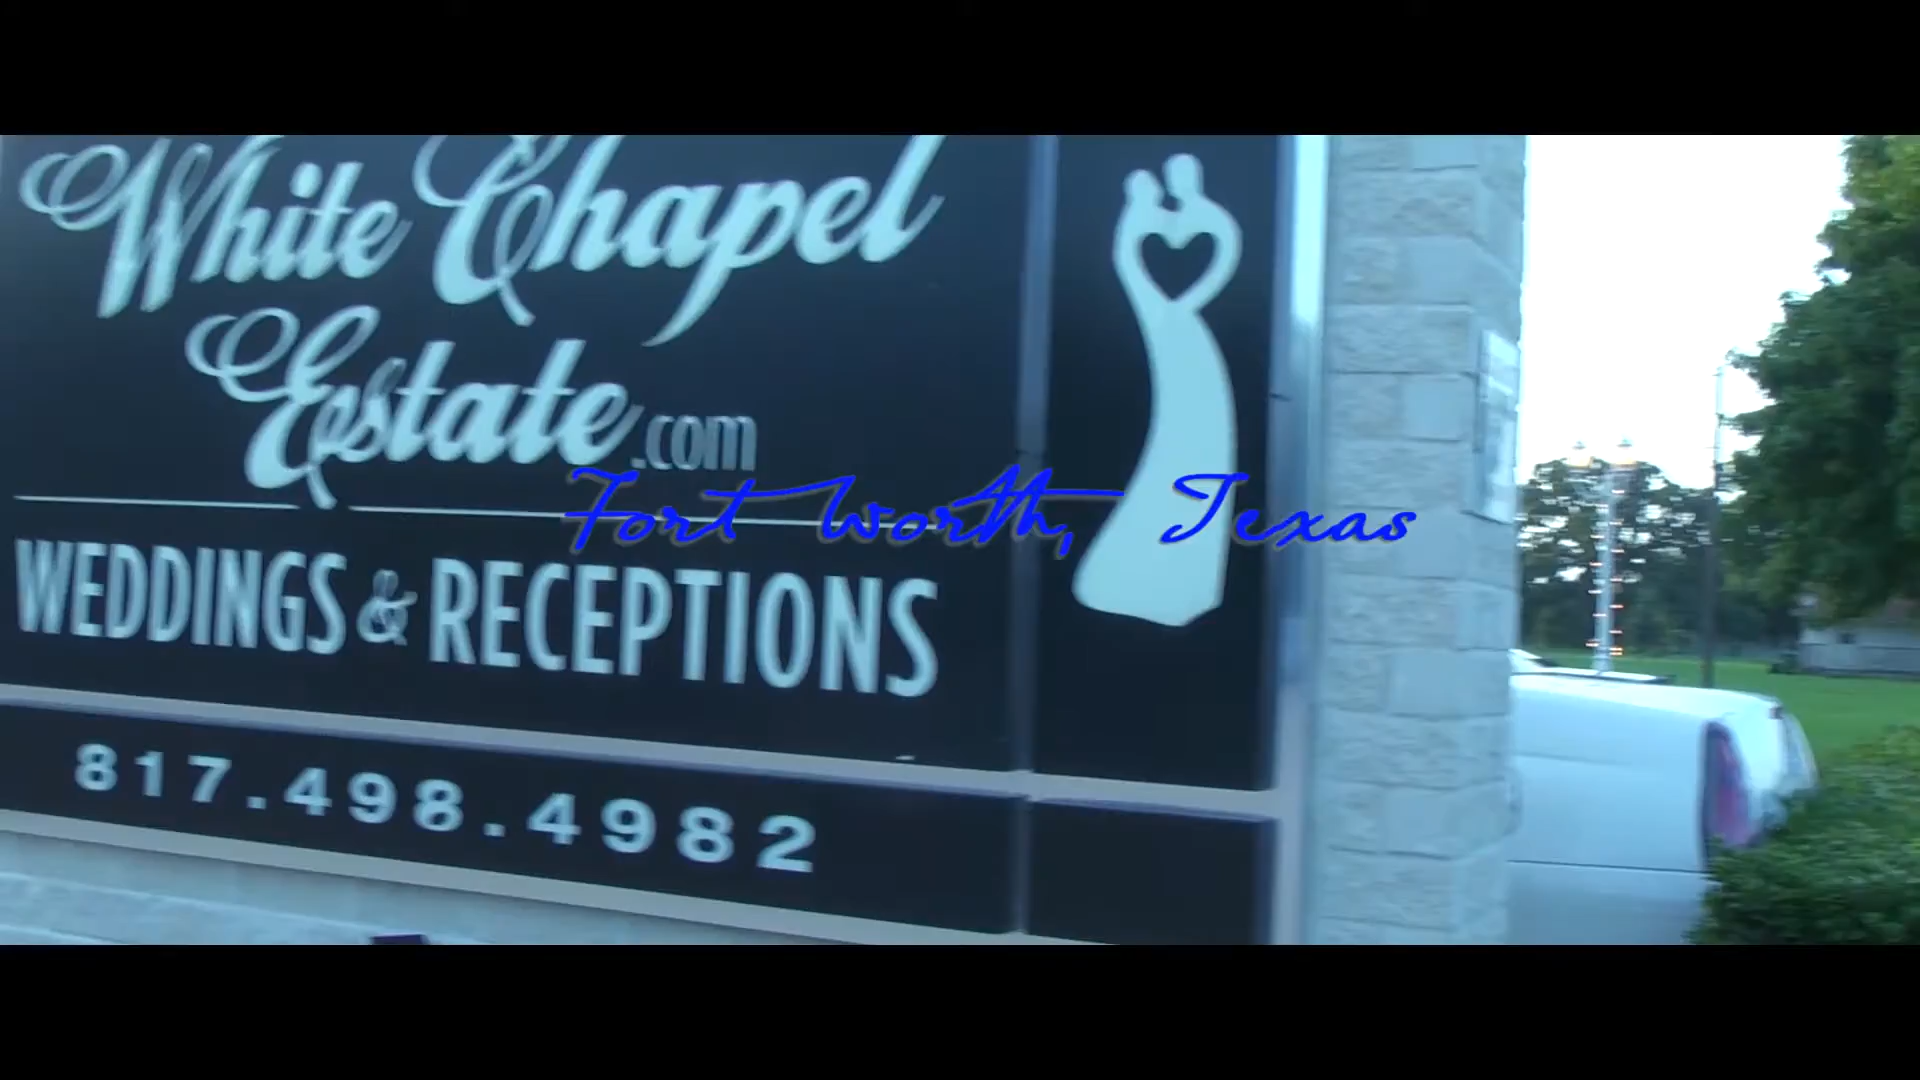 White Chapel
Estate.com
Fort Worth, Texas
WEDDINGS & RECEPTIONS
817.498.4982